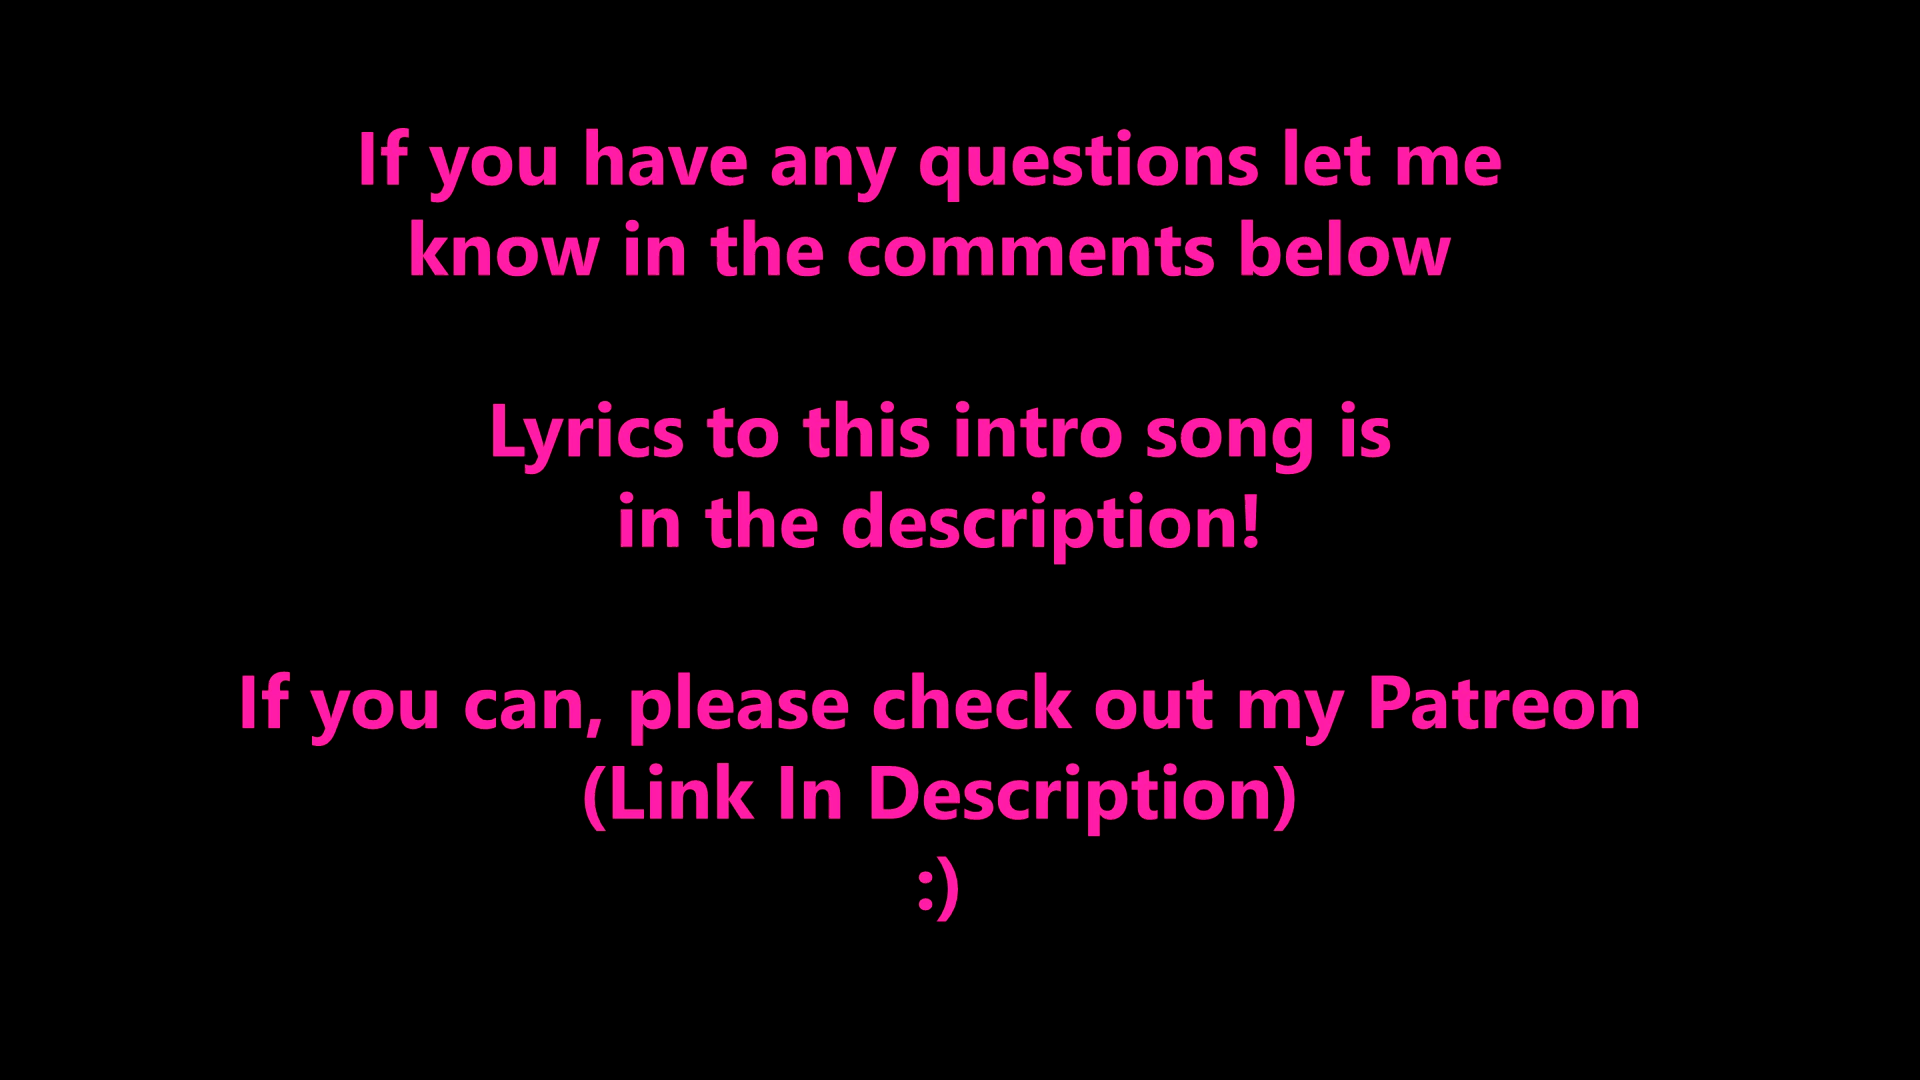 If you have any questions let me
know in the comments below
Lyrics to this intro song is
in the description!
If you can, please check out my Patreon
(Link In Description)
:)